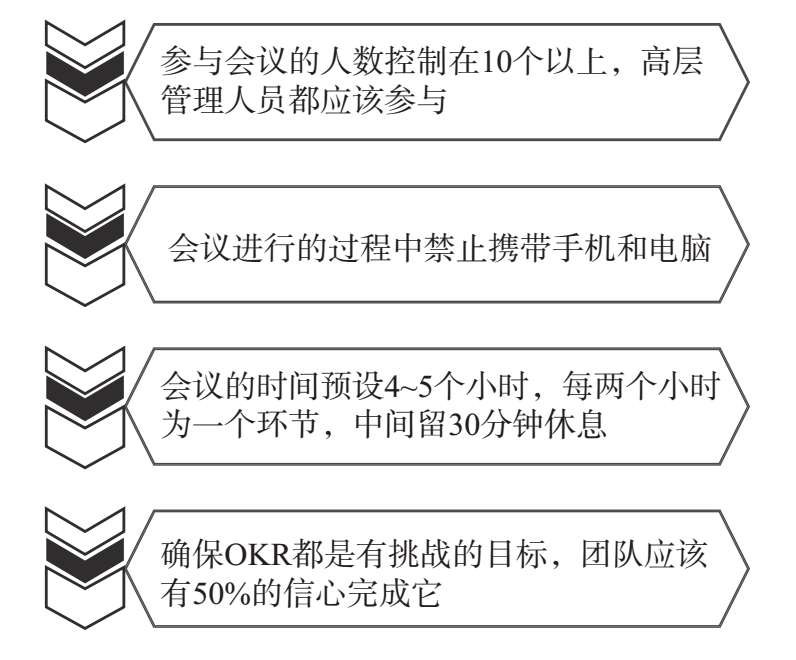 参与会议的人数控制在10个以上，高层
管理人员都应该参与
会议进行的过程中禁止携带手机和电脑
会议的时间预设4~5个小时，每两个小时
为一个环节，中间留30分钟休息
确保OKR都是有挑战的目标，团队应该
有50%的信心完成它